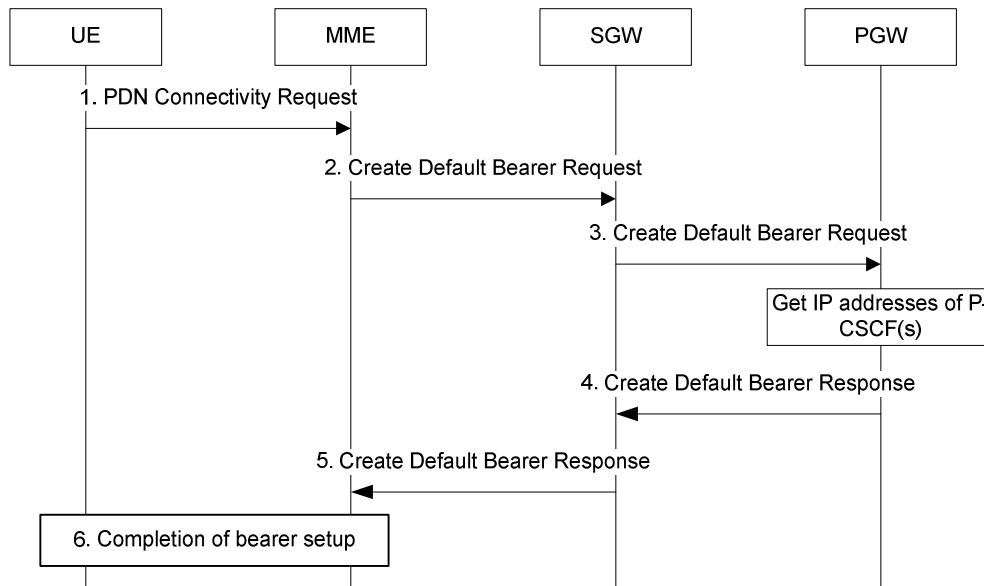 UE
MME
SGW
PGW
1. PDN Connectivity Request
2. Create Default Bearer Request
3. Create Default Bearer Request
Get IP addresses of P-
CSCF(s)
4. Create Default Bearer Response
5. Create Default Bearer Response
6. Completion of bearer setup